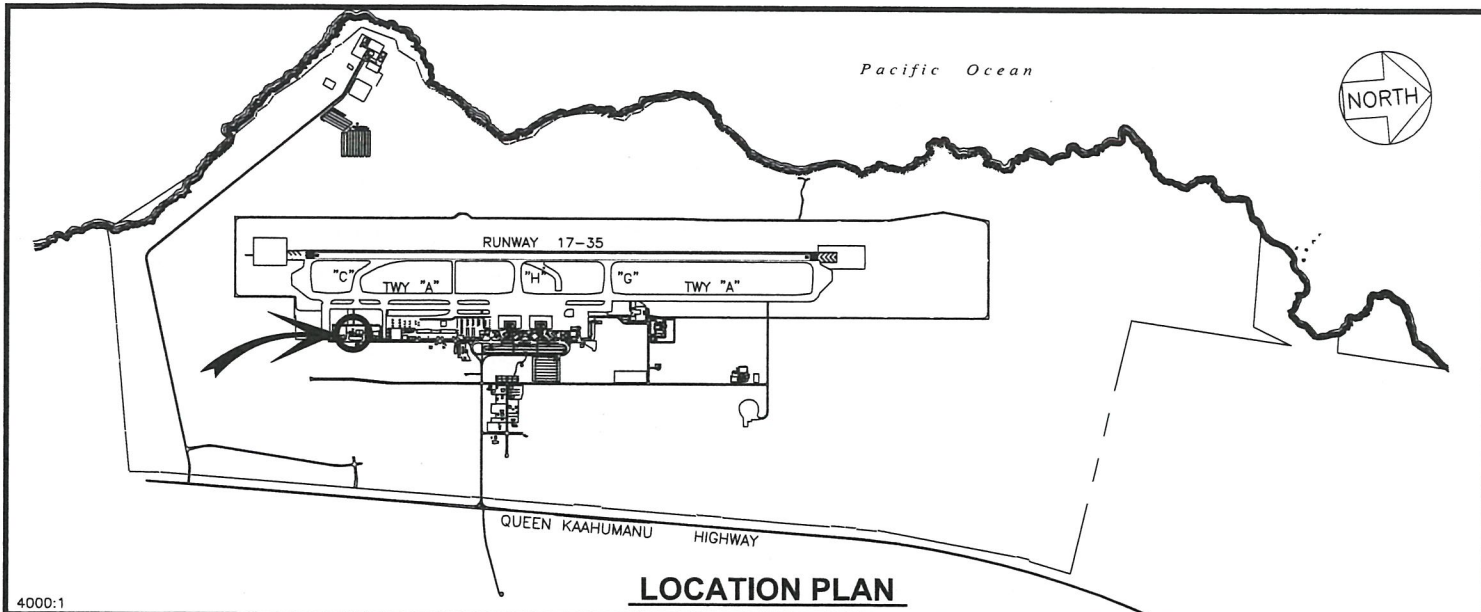 Pacific Ocean
NORTH
RUNWAY 17-35
"C"
TWY "A"
"H"
"G"
TWY "A"
QUEEN KAAHUMANU HIGHWAY
LOCATION PLAN
4000:1